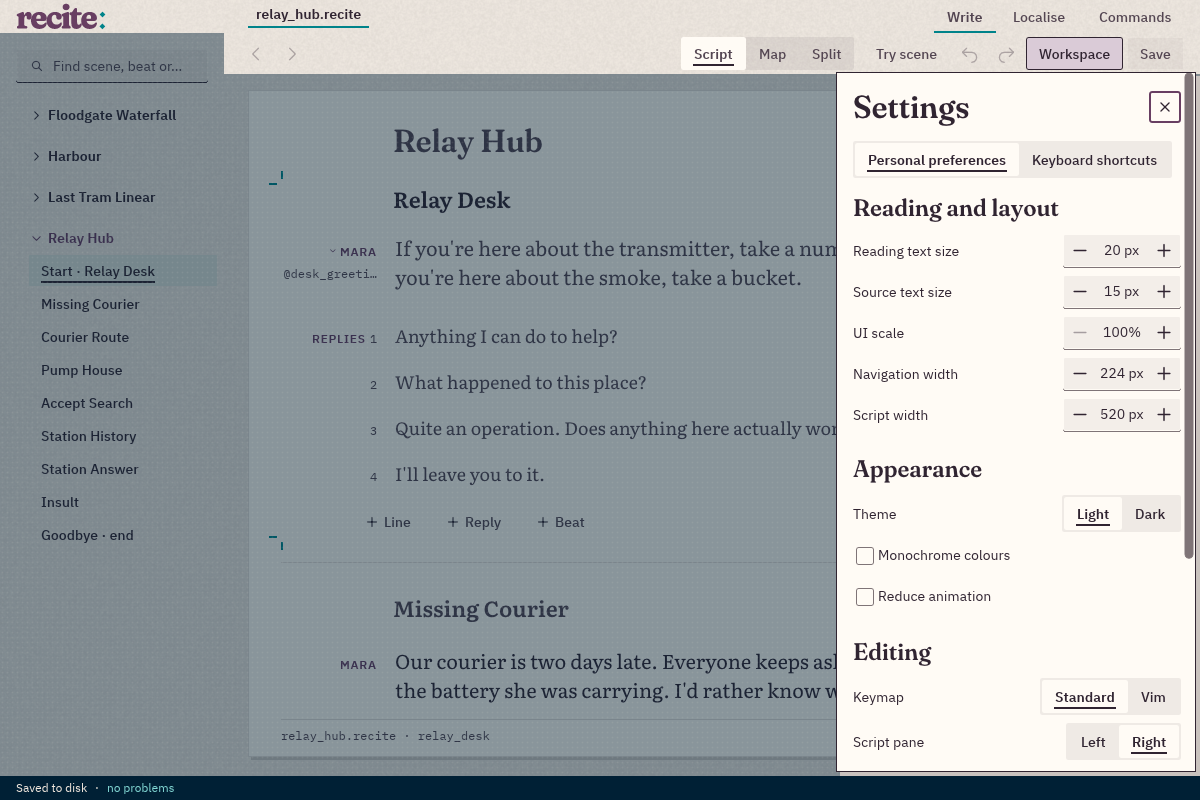 recite:
relay_hub.recite
Write
Localise
Commands
Script
Map
Split
Try scene
Workspace
Save
Find scene, beat or...
Floodgate Waterfall
Harbour
Last Tram Linear
Relay Hub
Start · Relay Desk
Missing Courier
Courier Route
Pump House
Accept Search
Station History
Station Answer
Insult
Goodbye · end
Relay Hub
Relay Desk
MARA
@desk_greeti…
If you're here about the transmitter, take a
you're here about the smoke, take a bucket.
REPLIES 1
Anything I can do to help?
2
What happened to this place?
3
Quite an operation. Does anything here actually
4
I'll leave you to it.
+ Line
+ Reply
+ Beat
Missing Courier
MARA
Our courier is two days late. Everyone keeps
the battery she was carrying. I'd rather know
relay_hub.recite · relay_desk
Settings
Personal preferences
Keyboard shortcuts
Reading and layout
Reading text size
— 20 px +
Source text size
— 15 px +
UI scale
— 100% +
Navigation width
— 224 px +
Script width
— 520 px +
Appearance
Theme
Light
Dark
Monochrome colours
Reduce animation
Editing
Keymap
Standard
Vim
Script pane
Left
Right
Saved to disk · no problems